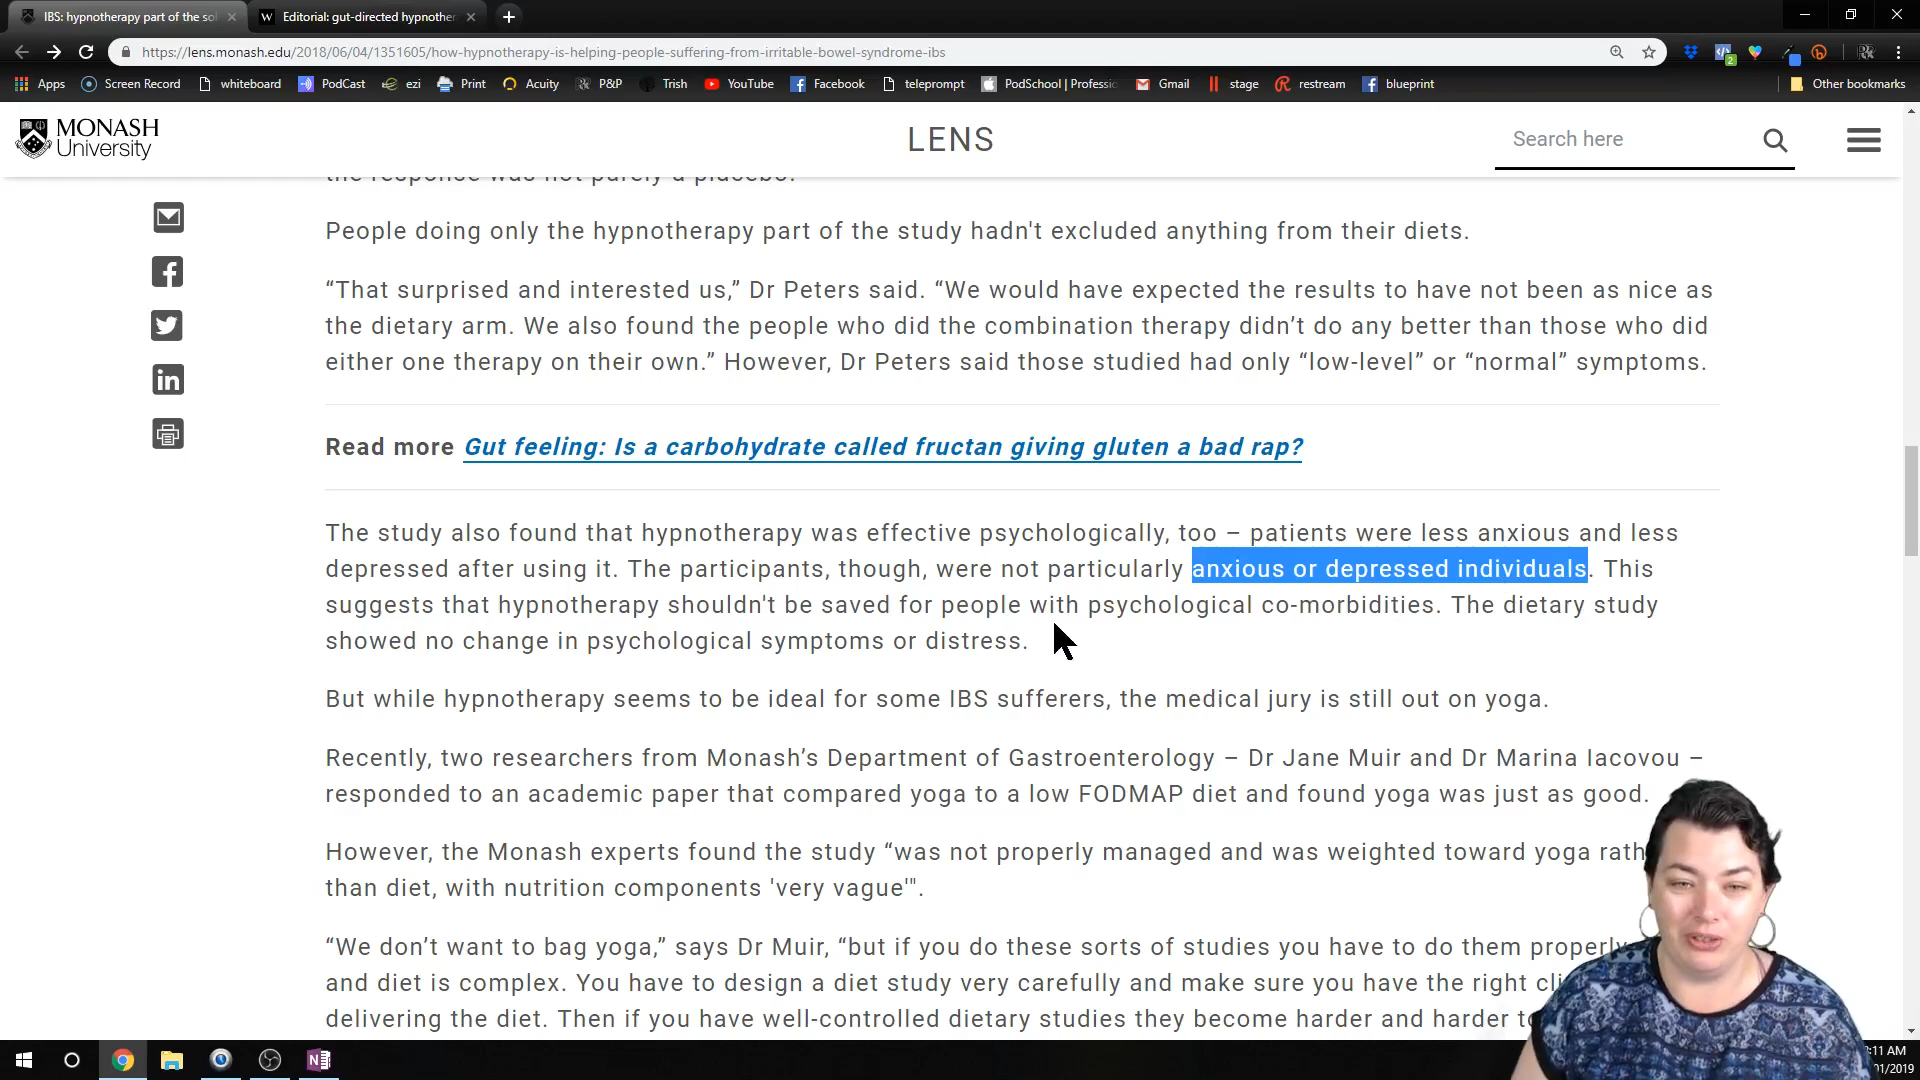 IBS: hypnotherapy part of the sol
Editorial: gut-directed hypnother
https://lens.monash.edu/2018/06/04/1351605/how-hypnotherapy-is-helping-people-suffering-from-irritable-bowel-syndrome-ibs
2
Apps
Screen Record
whiteboard
PodCast
ezi
Print
Acuity
P&P
Trish
YouTube
Facebook
teleprompt
PodSchool | Professio
Gmail
stage
restream
blueprint
Other bookmarks
MONASH
University
LENS
Search here
the response was not purely a placebo.
People doing only the hypnotherapy part of the study hadn't excluded anything from their diets.
“That surprised and interested us,” Dr Peters said. “We would have expected the results to have not been as nice as
the dietary arm. We also found the people who did the combination therapy didn’t do any better than those who did
either one therapy on their own.” However, Dr Peters said those studied had only “low-level” or “normal” symptoms.
Read more Gut feeling: Is a carbohydrate called fructan giving gluten a bad rap?
The study also found that hypnotherapy was effective psychologically, too – patients were less anxious and less
depressed after using it. The participants, though, were not particularly anxious or depressed individuals. This
suggests that hypnotherapy shouldn't be saved for people with psychological co-morbidities. The dietary study
showed no change in psychological symptoms or distress.
But while hypnotherapy seems to be ideal for some IBS sufferers, the medical jury is still out on yoga.
Recently, two researchers from Monash’s Department of Gastroenterology – Dr Jane Muir and Dr Marina Iacovou –
responded to an academic paper that compared yoga to a low FODMAP diet and found yoga was just as good.
However, the Monash experts found the study “was not properly managed and was weighted toward yoga rath
than diet, with nutrition components 'very vague'".
“We don’t want to bag yoga,” says Dr Muir, “but if you do these sorts of studies you have to do them properly
and diet is complex. You have to design a diet study very carefully and make sure you have the right cli
delivering the diet. Then if you have well-controlled dietary studies they become harder and harder to
:11 AM
01/2019